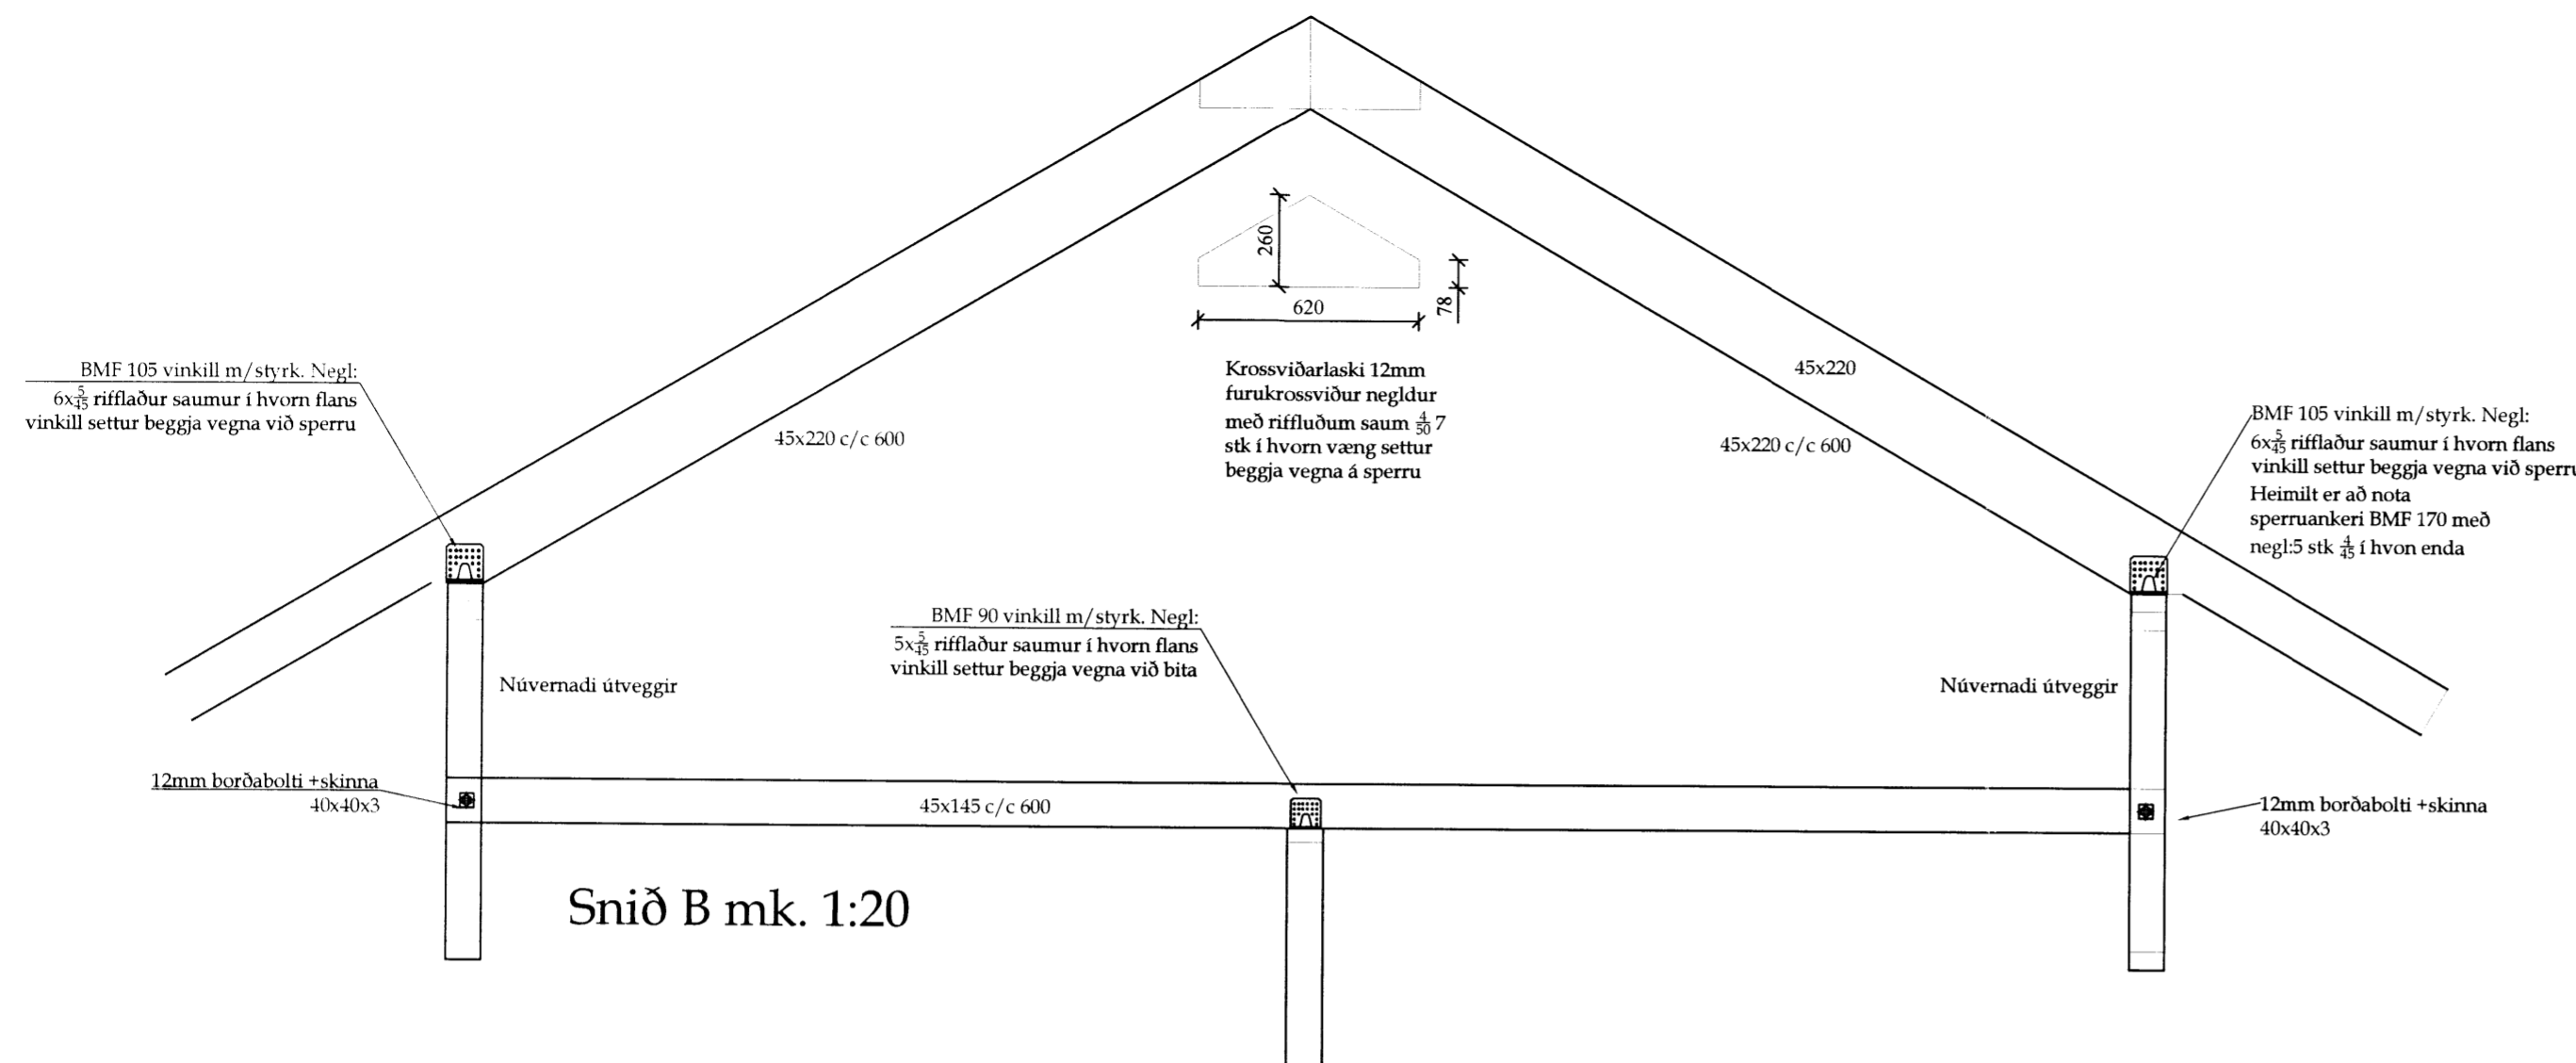 260
620
78
BMF 105 vinkill m/styrk. Negl:
6x5/45 rifflaður saumur í hvorn flans
vinkill settur beggja vegna við sperru
45x220 c/c 600
Krossviðarlaski 12mm
furukrossviður negldur
með riffluðum saum 4/50 7
stk í hvorn væng settur
beggja vegna á sperru
45x220
45x220 c/c 600
BMF 105 vinkill m/styrk. Negl:
6x5/45 rifflaður saumur í hvorn flans
vinkill settur beggja vegna við sperru
Heimilt er að nota
sperruankeri BMF 170 með
negl:5 stk 4/45 í hvon enda
BMF 90 vinkill m/styrk. Negl:
5x5/45 rifflaður saumur í hvorn flans
vinkill settur beggja vegna við bita
Núvernadi útveggir
Núvernadi útveggir
12mm borðabolti +skinna
40x40x3
45x145 c/c 600
12mm borðabolti +skinna
40x40x3
Snið B mk. 1:20